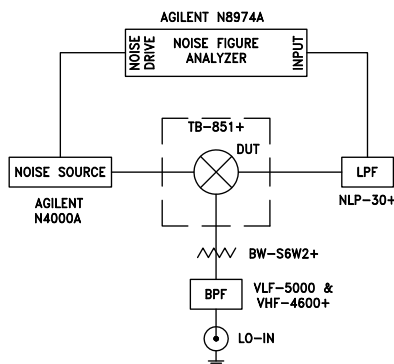 AGILENT N8974A
NOISE DRIVE
NOISE FIGURE
ANALYZER
INPUT
TB-851+
DUT
NOISE SOURCE
AGILENT
N4000A
LPF
NLP-30+
BW-S6W2+
BPF
VLF-5000 &
VHF-4600+
LO-IN